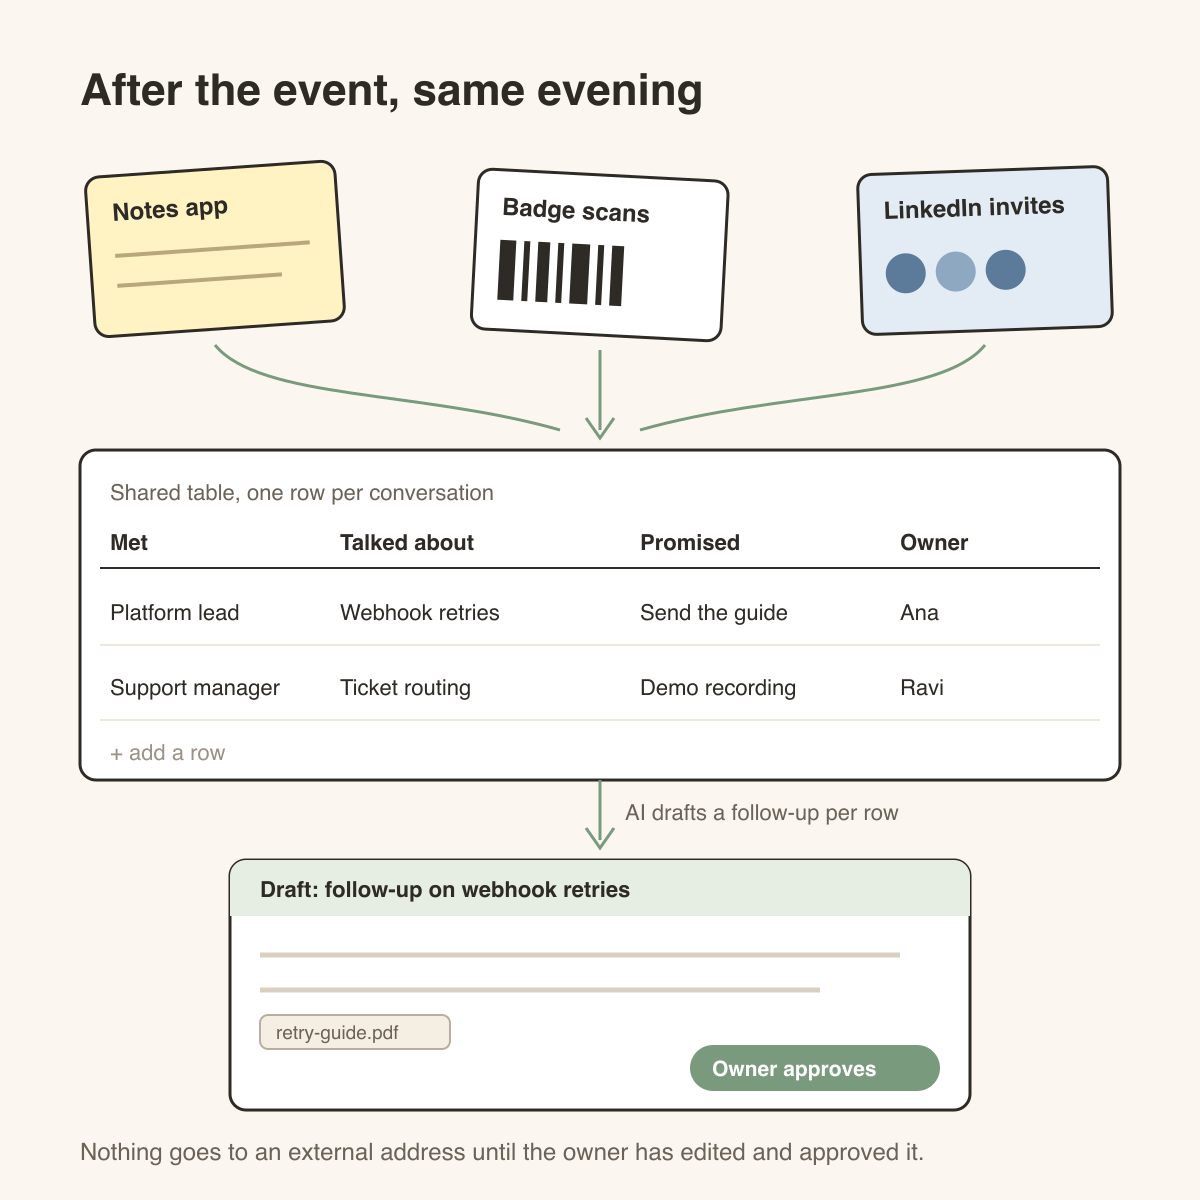 After the event, same evening
Notes app
Badge scans
LinkedIn invites
Shared table, one row per conversation
Met Talked about Promised Owner
Platform lead Webhook retries Send the guide Ana
Support manager Ticket routing Demo recording Ravi
+ add a row
AI drafts a follow-up per row
Draft: follow-up on webhook retries
retry-guide.pdf
Owner approves
Nothing goes to an external address until the owner has edited and approved it.